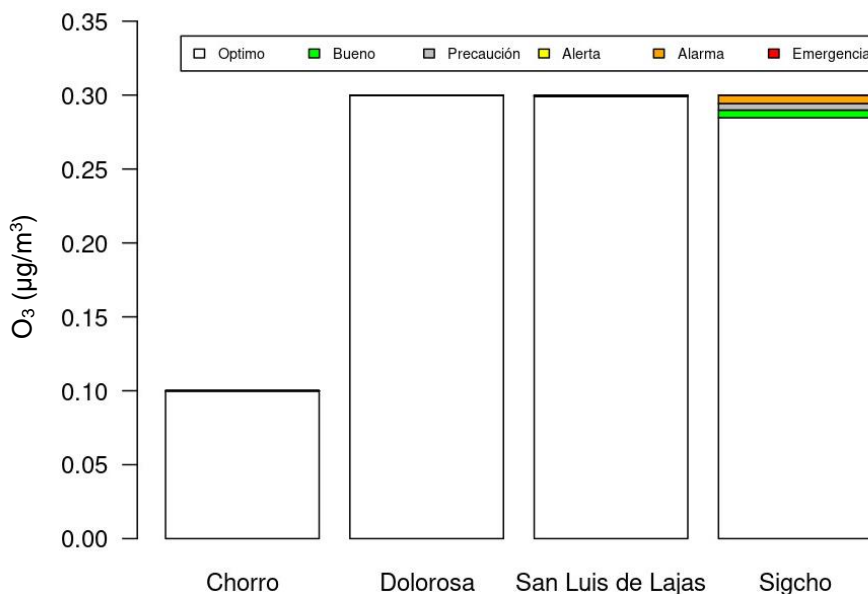 0.35
Optimo Bueno Precaución Alerta Alarma Emergencia
0.30
0.25
0.20
0.15
0.10
0.05
0.00
O₃ (µg/m³)
Chorro Dolorosa San Luis de Lajas Sigcho